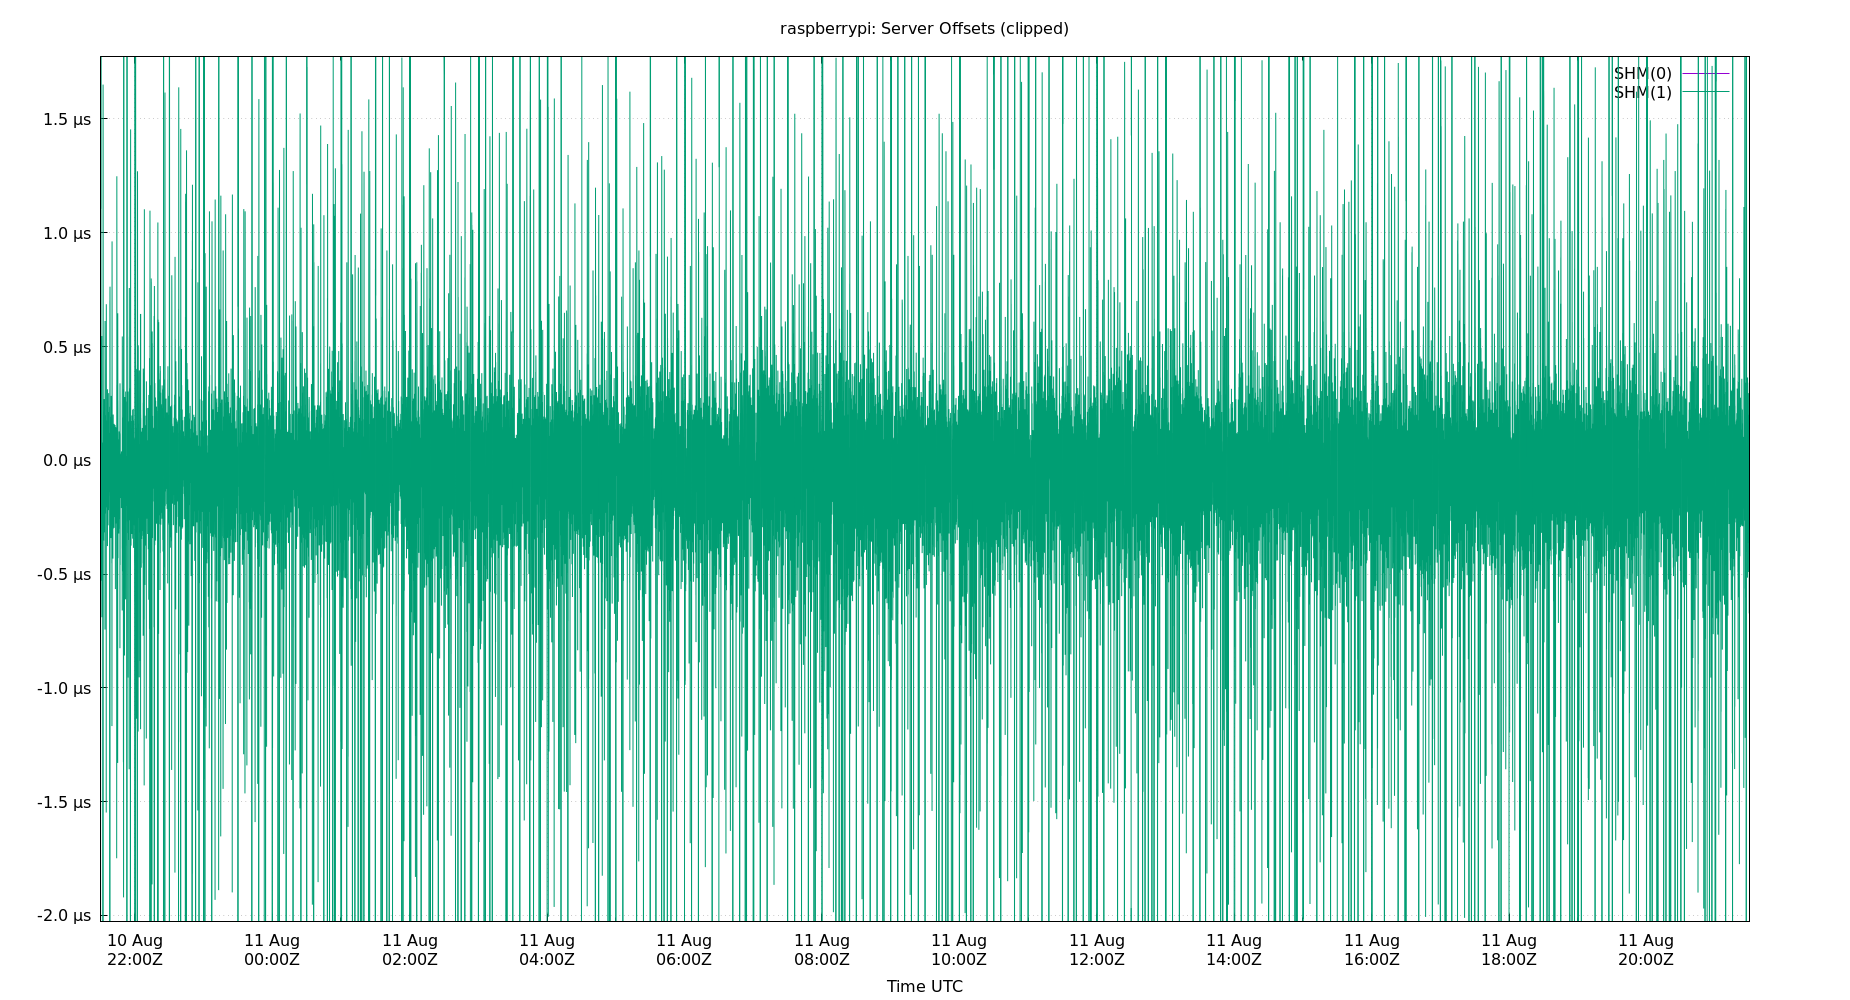 raspberrypi: Server Offsets (clipped)
SHM(0)
SHM(1)
1.5 µs
1.0 µs
0.5 µs
0.0 µs
-0.5 µs
-1.0 µs
-1.5 µs
-2.0 µs
10 Aug 11 Aug 11 Aug 11 Aug 11 Aug 11 Aug 11 Aug 11 Aug 11 Aug 11 Aug 11 Aug 11 Aug
22:00Z 00:00Z 02:00Z 04:00Z 06:00Z 08:00Z 10:00Z 12:00Z 14:00Z 16:00Z 18:00Z 20:00Z
Time UTC